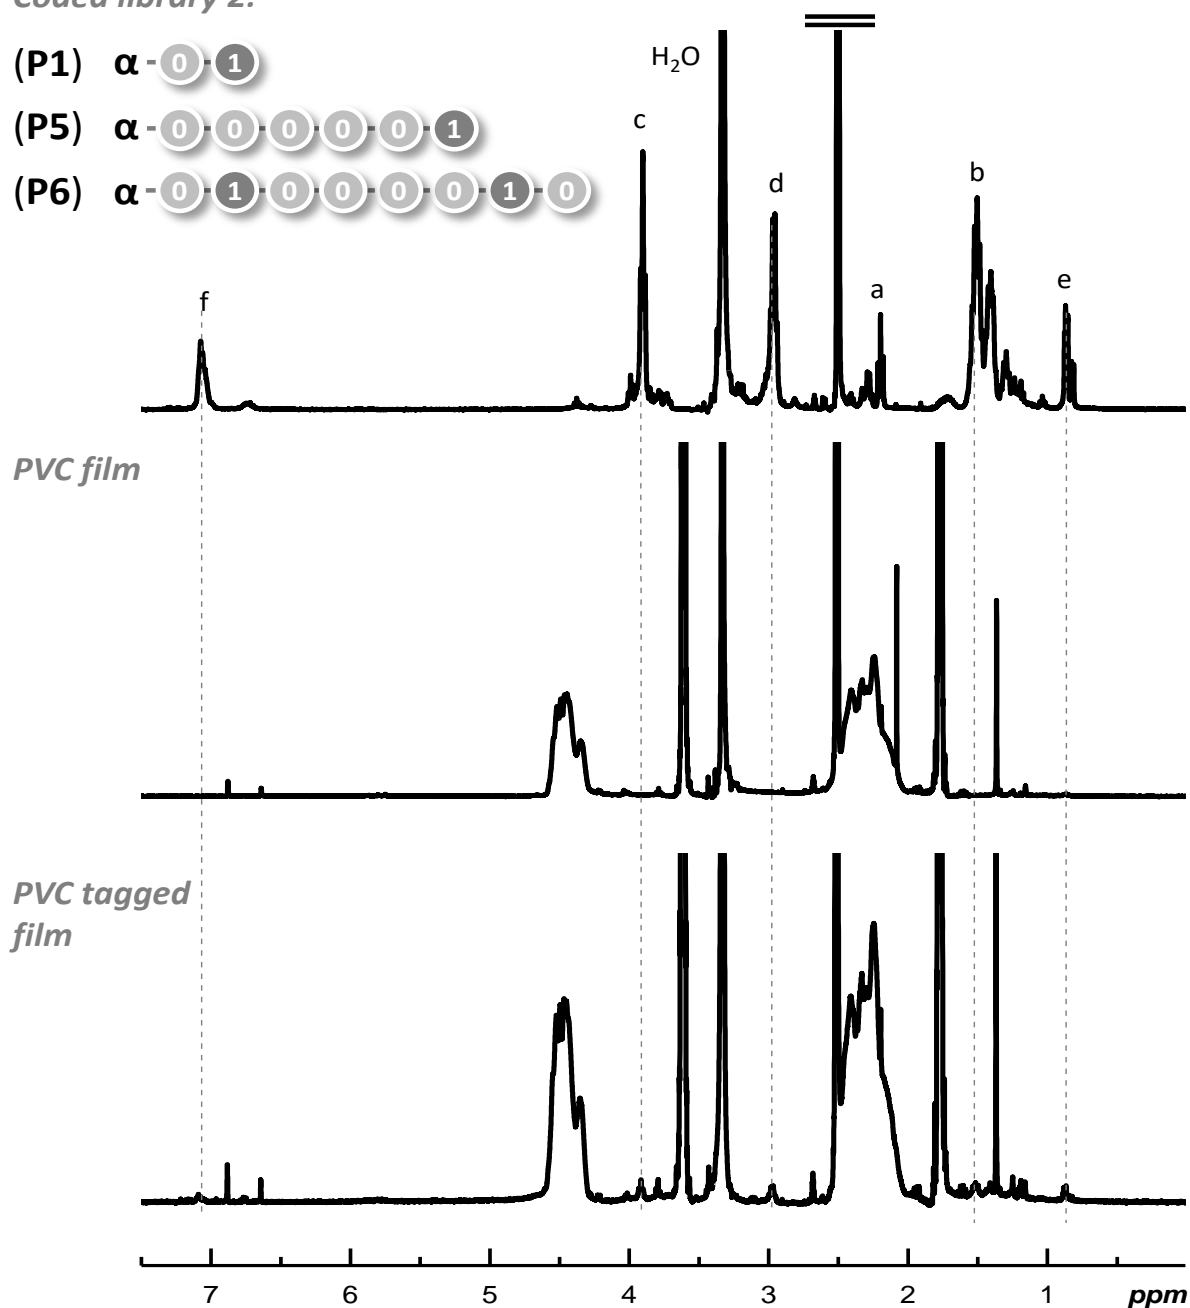 Coded library 2:
(P1) α 0 1
(P5) α 0 0 0 0 0 1
(P6) α 0 1 0 0 0 0 1 0
H₂O
c
d
b
a
e
f
PVC film
PVC tagged
film
7 6 5 4 3 2 1 ppm